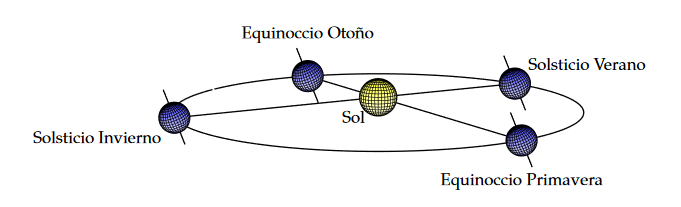 Equinoccio Otoño
Solsticio Verano
Sol
Solsticio Invierno
Equinoccio Primavera